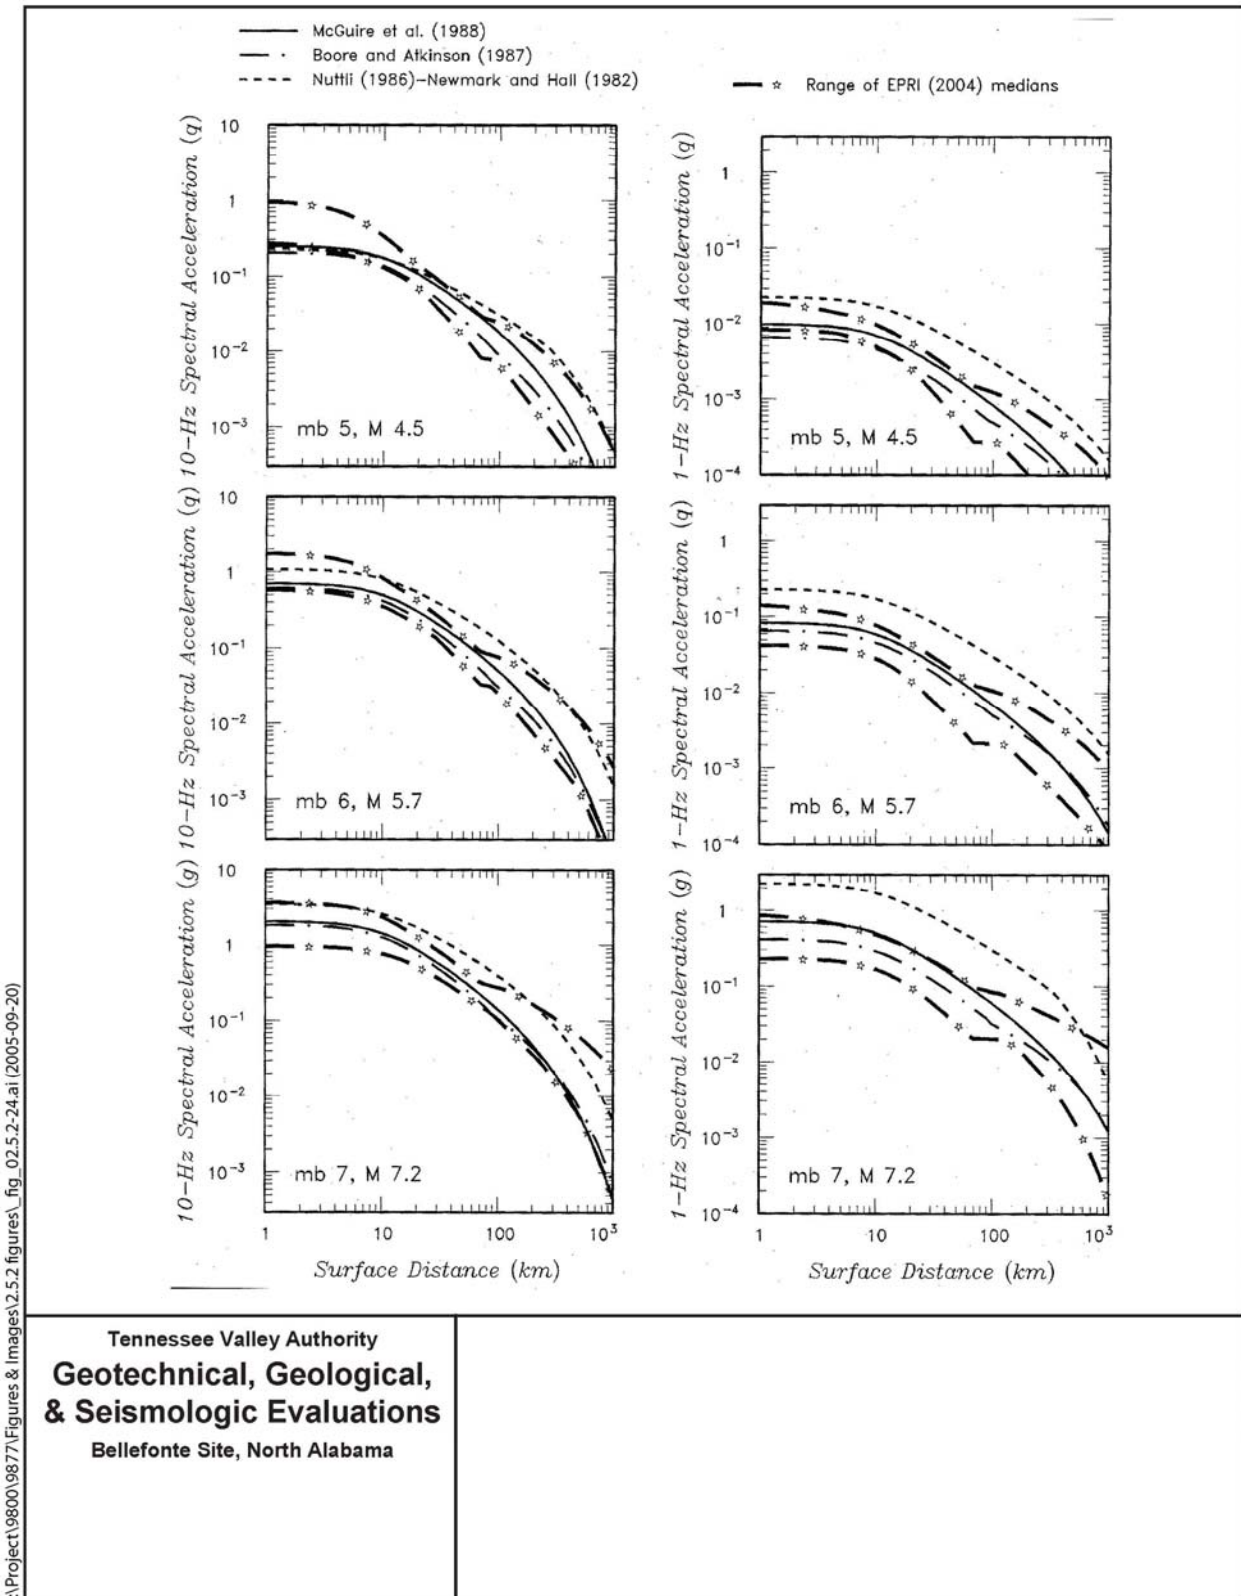 McGuire et al. (1988)
Boore and Atkinson (1987)
Nuttli (1986)-Newmark and Hall (1982)
Range of EPRI (2004) medians
10-Hz Spectral Acceleration (g)
10
1
10-1
10-2
10-3
mb 5, M 4.5
1-Hz Spectral Acceleration (g)
1
10-1
10-2
10-3
10-4
mb 5, M 4.5
10-Hz Spectral Acceleration (g)
10
1
10-1
10-2
10-3
mb 6, M 5.7
1-Hz Spectral Acceleration (g)
1
10-1
10-2
10-3
10-4
mb 6, M 5.7
10-Hz Spectral Acceleration (g)
10
1
10-1
10-2
10-3
mb 7, M 7.2
1 10 100 103
Surface Distance (km)
1-Hz Spectral Acceleration (g)
1
10-1
10-2
10-3
10-4
mb 7, M 7.2
1 10 100 103
Surface Distance (km)
\Project\9800\9877\Figures & Images\2.5.2 figures\_fig_02.5.2-24.ai (2005-09-20)
Tennessee Valley Authority
Geotechnical, Geological,
& Seismologic Evaluations
Bellefonte Site, North Alabama